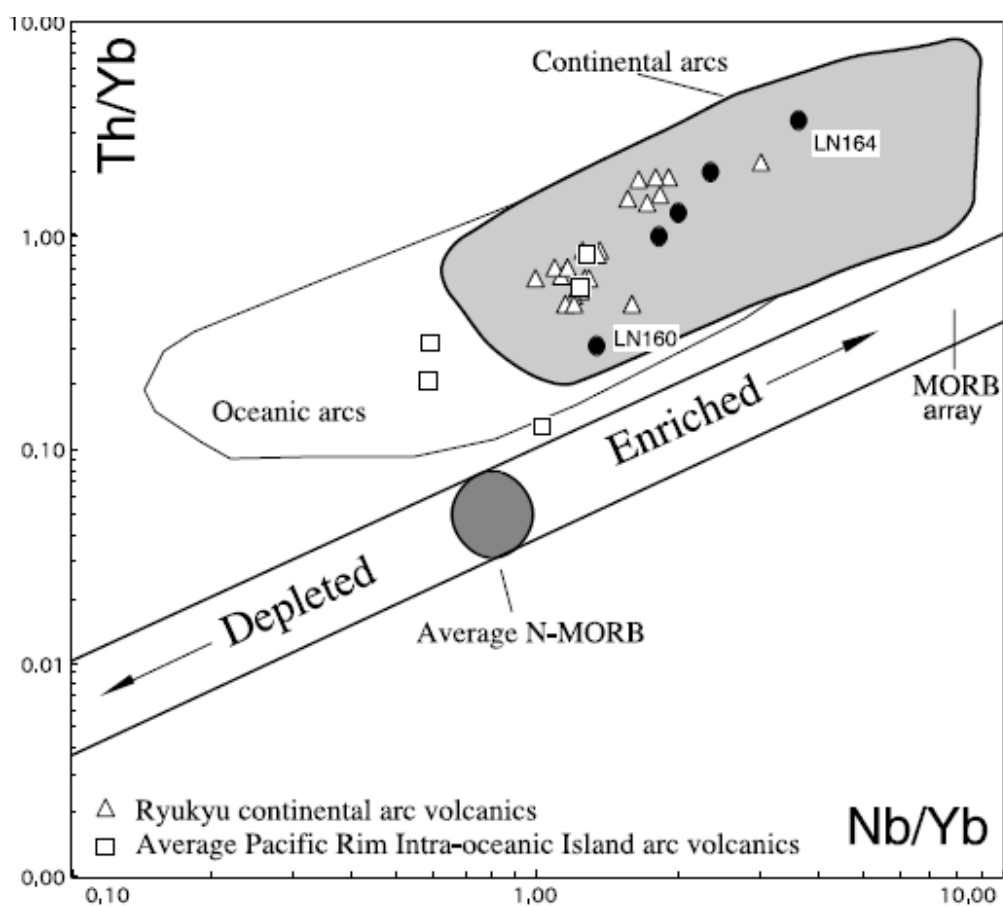 10.00
Th/Yb
Continental arcs
LN164
1.00
LN160
Oceanic arcs
MORB
array
Enriched
0.10
Depleted
Average N-MORB
0.01
Ryukyu continental arc volcanics
Nb/Yb
Average Pacific Rim Intra-oceanic Island arc volcanics
0,00
0,10
1,00
10,00